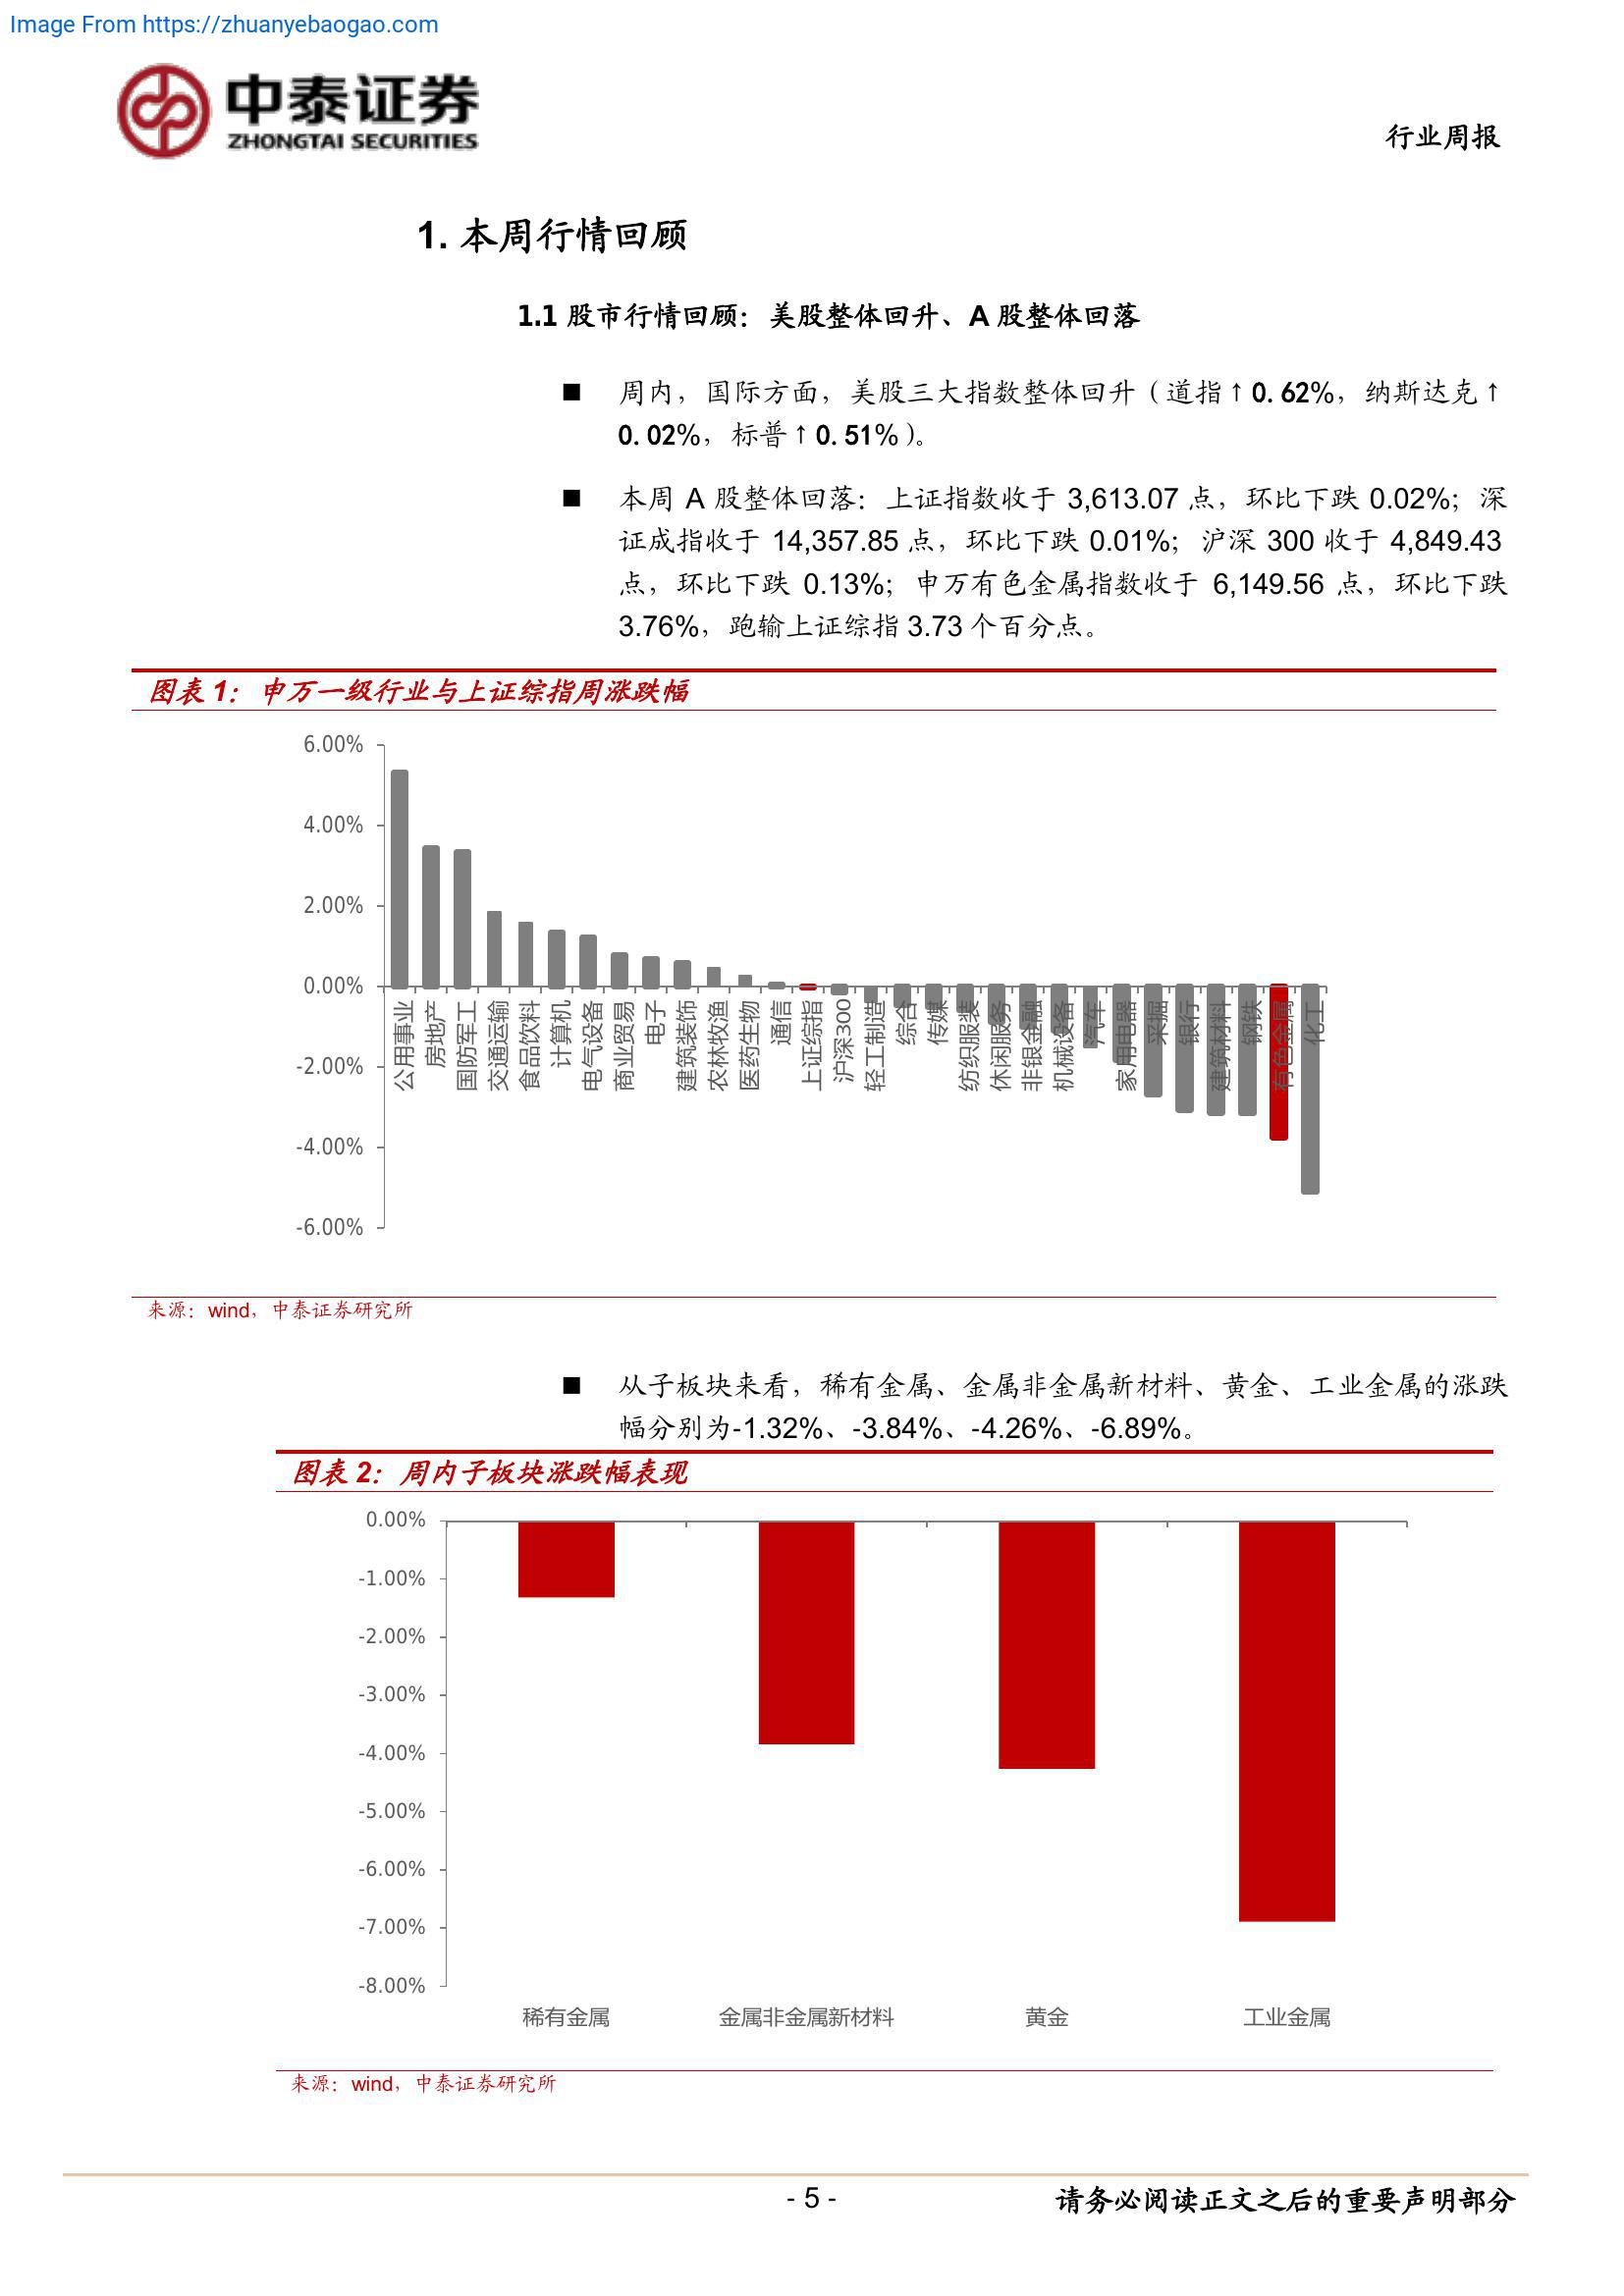 Image From https://zhuanyebaogao.com
中泰证券
ZHONGTAI SECURITIES
行业周报
1. 本周行情回顾
1.1 股市行情回顾：美股整体回升、A 股整体回落
■ 周内，国际方面，美股三大指数整体回升（道指↑0.62%，纳斯达克↑
0.02%，标普↑0.51%）。
■ 本周 A 股整体回落：上证指数收于 3,613.07 点，环比下跌 0.02%；深
证成指收于 14,357.85 点，环比下跌 0.01%；沪深 300 收于 4,849.43
点，环比下跌 0.13%；申万有色金属指数收于 6,149.56 点，环比下跌
3.76%，跑输上证综指 3.73 个百分点。
图表 1：申万一级行业与上证综指周涨跌幅
6.00%
4.00%
2.00%
0.00%
-2.00%
-4.00%
-6.00%
公用事业
房地产
国防军工
交通运输
食品饮料
计算机
电气设备
商业贸易
电子
建筑装饰
农林牧渔
医药生物
通信
上证综指
沪深300
轻工制造
综合
传媒
纺织服装
休闲服务
非银金融
机械设备
汽车
家用电器
采掘
银行
建筑材料
钢铁
有色金属
化工
来源：wind，中泰证券研究所
■ 从子板块来看，稀有金属、金属非金属新材料、黄金、工业金属的涨跌
幅分别为-1.32%、-3.84%、-4.26%、-6.89%。
图表 2：周内子板块涨跌幅表现
0.00%
-1.00%
-2.00%
-3.00%
-4.00%
-5.00%
-6.00%
-7.00%
-8.00%
稀有金属
金属非金属新材料
黄金
工业金属
来源：wind，中泰证券研究所
- 5 -
请务必阅读正文之后的重要声明部分